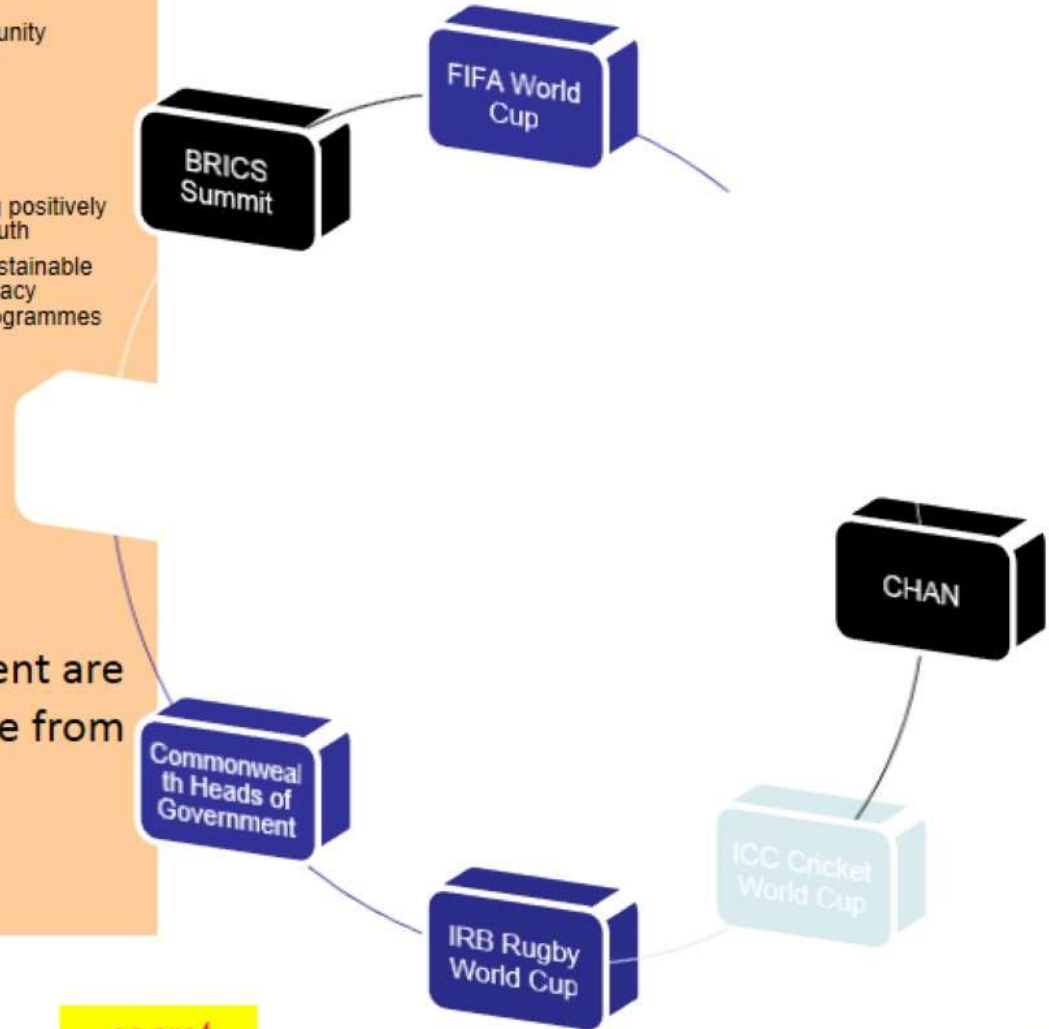 unity
positively
uth
stainable
acy
ogrammes
ent are
e from
FIFA World
Cup
BRICS
Summit
CHAN
ICC Cricket
World Cup
IRB Rugby
World Cup
Commonweal
th Heads of
Government